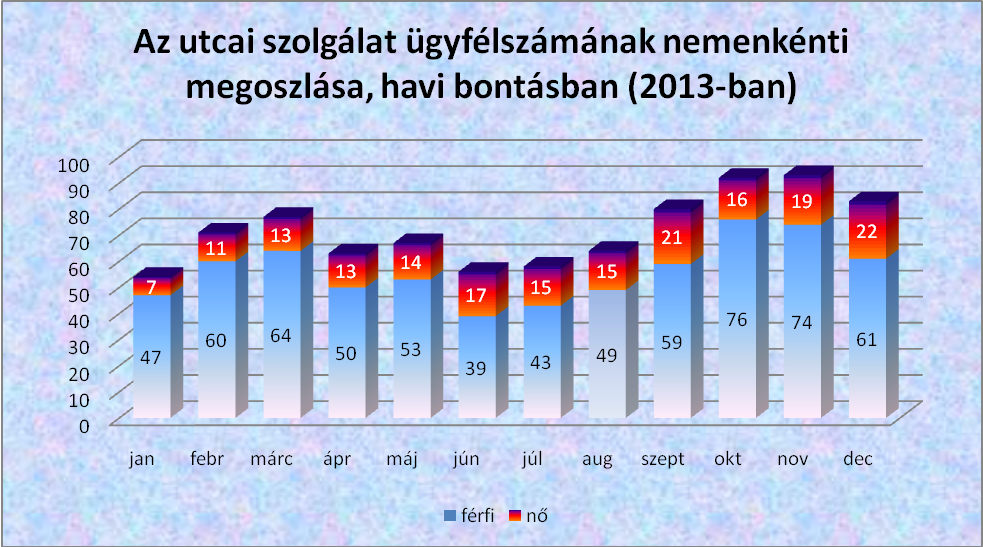 Az utcai szolgálat ügyfélszámának nemenkénti
megoszlása, havi bontásban (2013-ban)
100
90
80
70
60
50
40
30
20
10
0
7 11 13 13 14 17 15 15 21 16 19 22
47 60 64 50 53 39 43 49 59 76 74 61
jan febr márc ápr máj jún júl aug szept okt nov dec
férfi nő